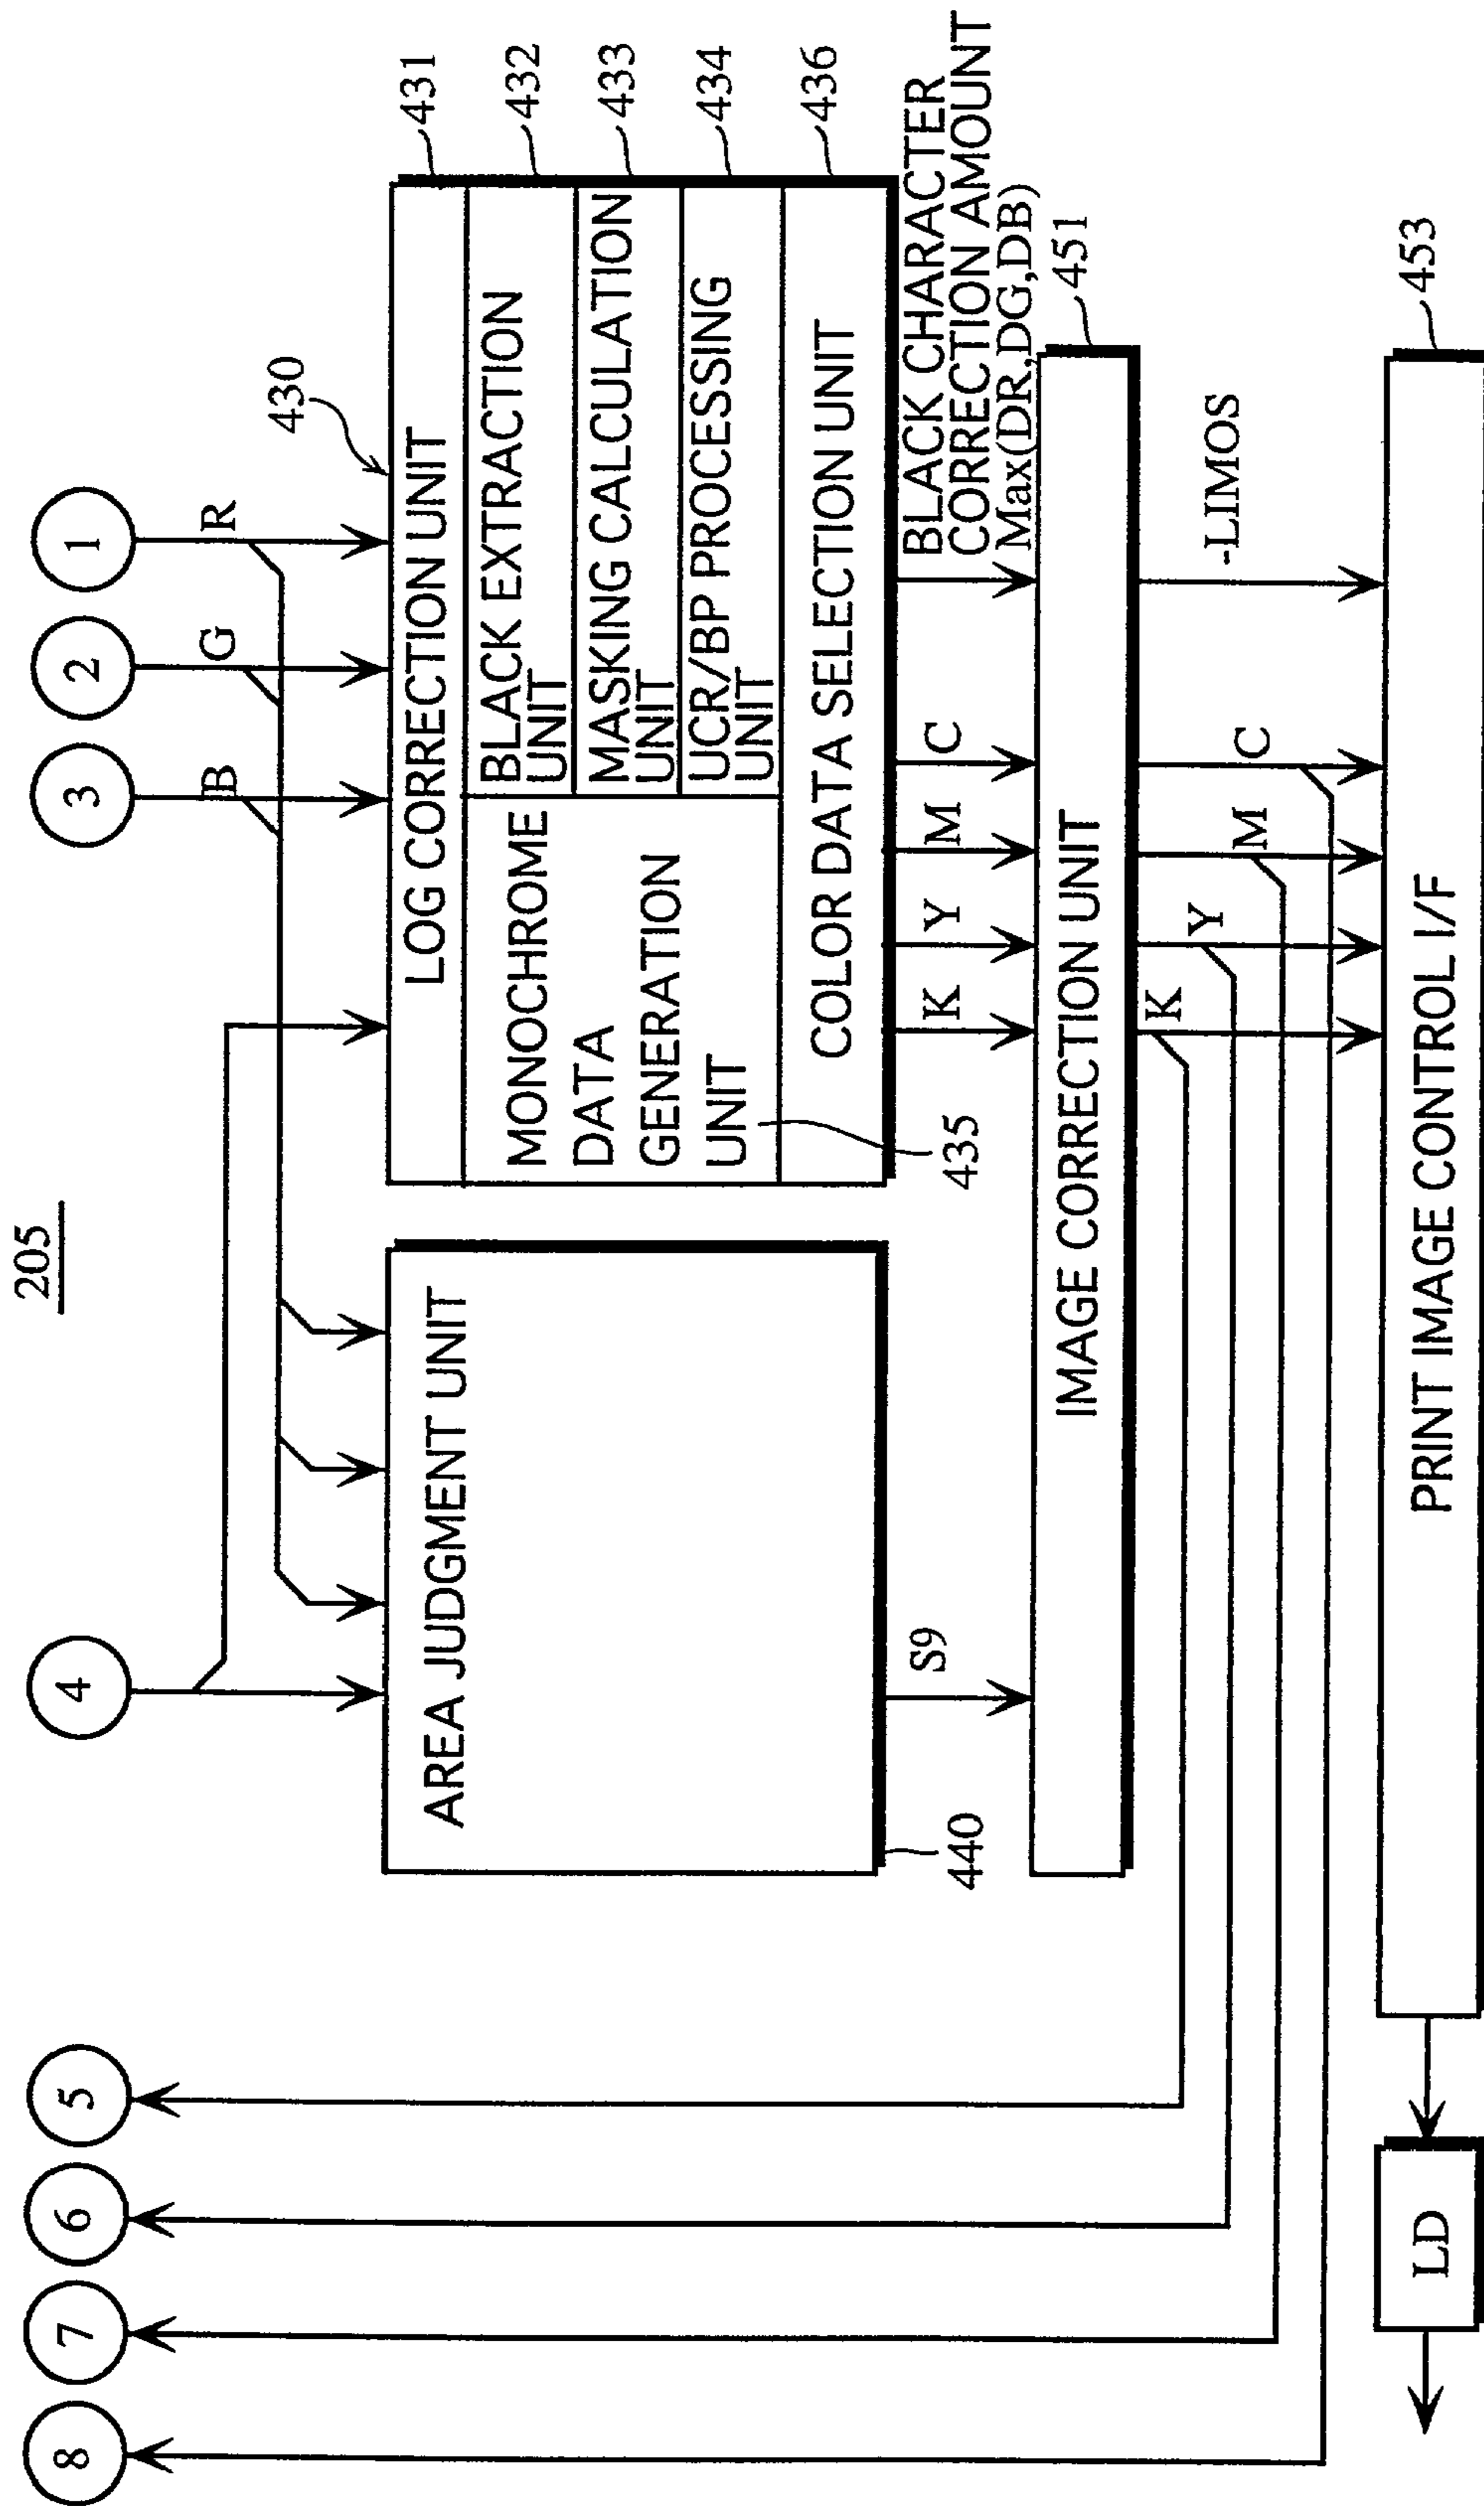 205
1
2
3
4
5
6
7
8
R
G
B
430
LOG CORRECTION UNIT
431
BLACK EXTRACTION
UNIT
432
MASKING CALCULATION
UNIT
433
UCR/BP PROCESSING
UNIT
434
MONOCHROME
DATA
GENERATION
UNIT
435
COLOR DATA SELECTION UNIT
436
AREA JUDGMENT UNIT
440
S9
K
Y
M
C
BLACK CHARACTER
CORRECTION AMOUNT
Max(DR,DG,DB)
IMAGE CORRECTION UNIT
451
K
Y
M
C
-LIMOS
PRINT IMAGE CONTROL I/F
453
LD